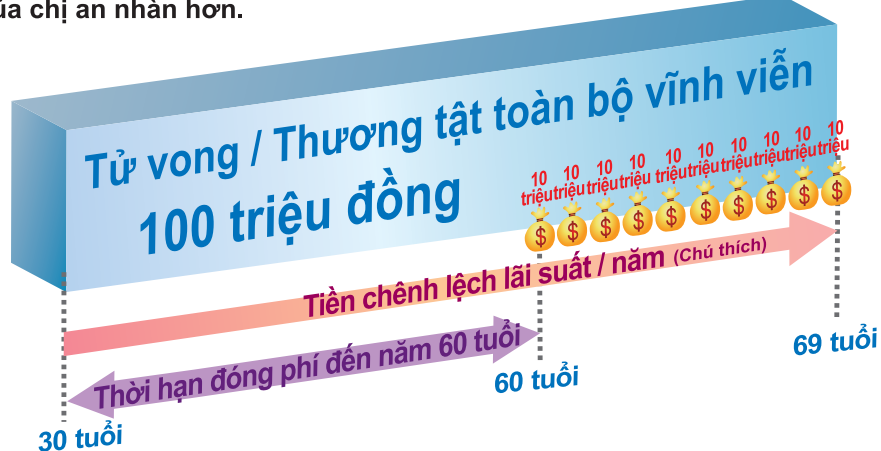 ủa chị an nhàn hơn.
Tử vong / Thương tật toàn bộ vĩnh viễn
100 triệu đồng
10 10 10 10 10 10 10 10 10 10
triệu triệu triệu triệu triệu triệu triệu triệu triệu triệu
$ $ $ $ $ $ $ $ $ $
Tiền chênh lệch lãi suất / năm (Chú thích)
Thời hạn đóng phí đến năm 60 tuổi
30 tuổi
60 tuổi
69 tuổi